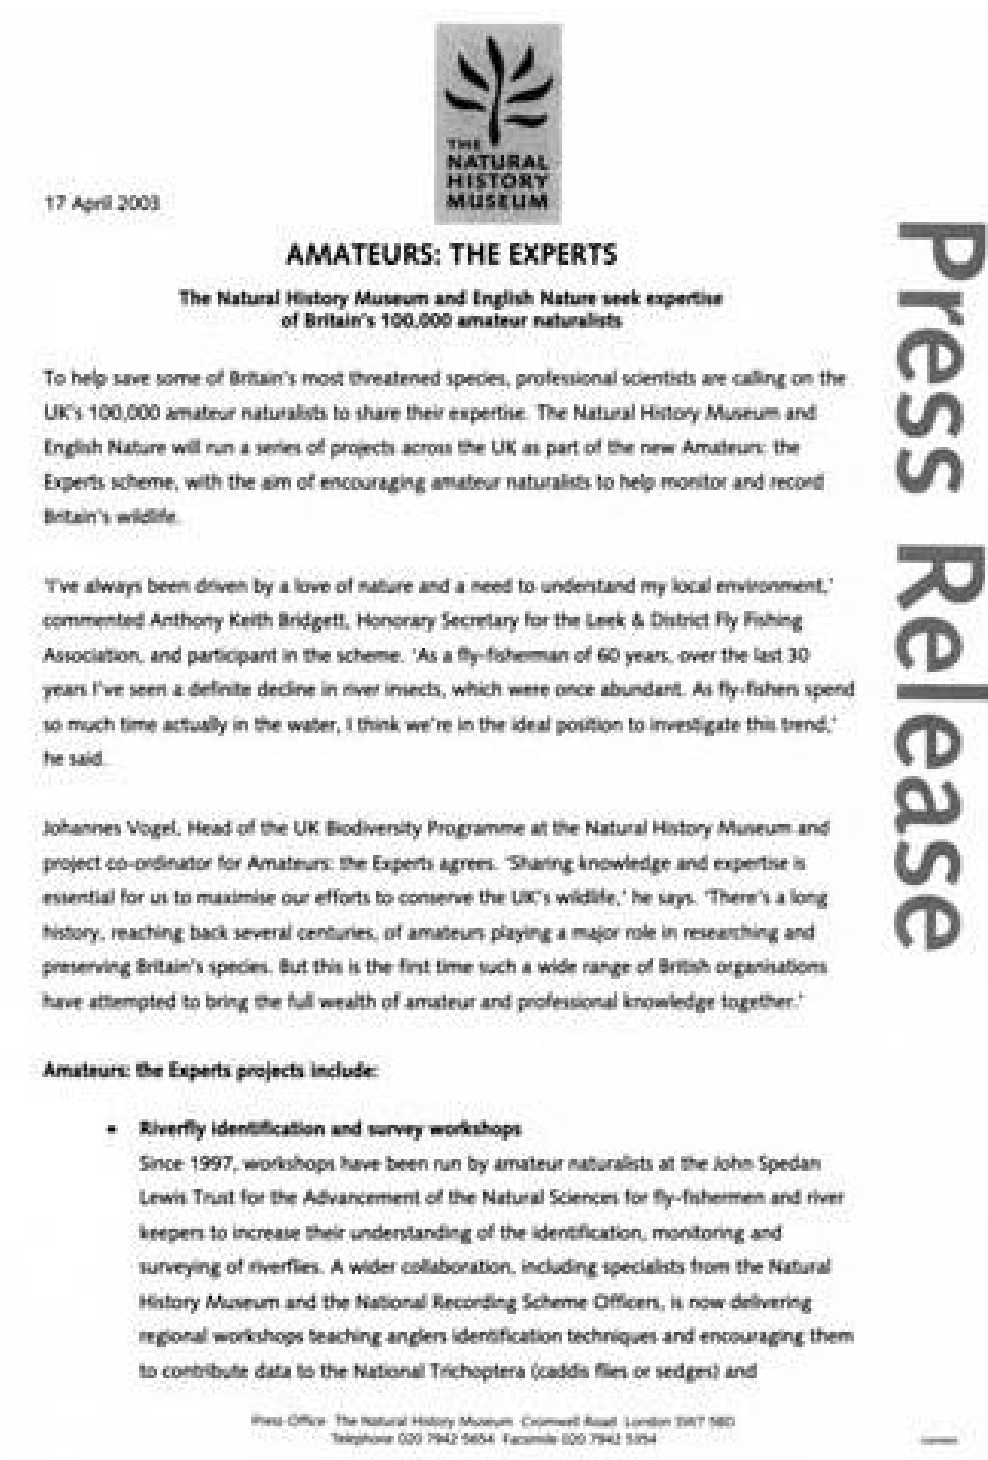 THE
NATURAL
HISTORY
MUSEUM
17 April 2003
AMATEURS: THE EXPERTS
The Natural History Museum and English Nature seek expertise
of Britain's 100,000 amateur naturalists
To help save some of Britain's most threatened species, professional scientists are calling on the
UK's 100,000 amateur naturalists to share their expertise. The Natural History Museum and
English Nature will run a series of projects across the UK as part of the new Amateurs: the
Experts scheme, with the aim of encouraging amateur naturalists to help monitor and record
Britain's wildlife.
'I've always been driven by a love of nature and a need to understand my local environment,'
commented Anthony Keith Bridgett, Honorary Secretary for the Leek & District Fly Fishing
Association, and participant in the scheme. 'As a fly-fisherman of 60 years, over the last 30
years I've seen a definite decline in river insects, which were once abundant. As fly-fishers spend
so much time actually in the water, I think we're in the ideal position to investigate this trend,'
he said.
Johannes Vogel, Head of the UK Biodiversity Programme at the Natural History Museum and
project co-ordinator for Amateurs: the Experts agrees. 'Sharing knowledge and expertise is
essential for us to maximise our efforts to conserve the UK's wildlife,' he says. 'There's a long
history, reaching back several centuries, of amateurs playing a major role in researching and
preserving Britain's species. But this is the first time such a wide range of British organisations
have attempted to bring the full wealth of amateur and professional knowledge together.'
Amateurs: the Experts projects include:
• Riverfly identification and survey workshops
Since 1997, workshops have been run by amateur naturalists at the John Spedan
Lewis Trust for the Advancement of the Natural Sciences for fly-fishermen and river
keepers to increase their understanding of the identification, monitoring and
surveying of riverflies. A wider collaboration, including specialists from the Natural
History Museum and the National Recording Scheme Officers, is now delivering
regional workshops teaching anglers identification techniques and encouraging them
to contribute data to the National Trichoptera (caddis flies or sedges) and
Press Office The Natural History Museum Cromwell Road London SW7 5BD
Telephone 020 7942 5654 Facsimile 020 7942 5354
Press Release